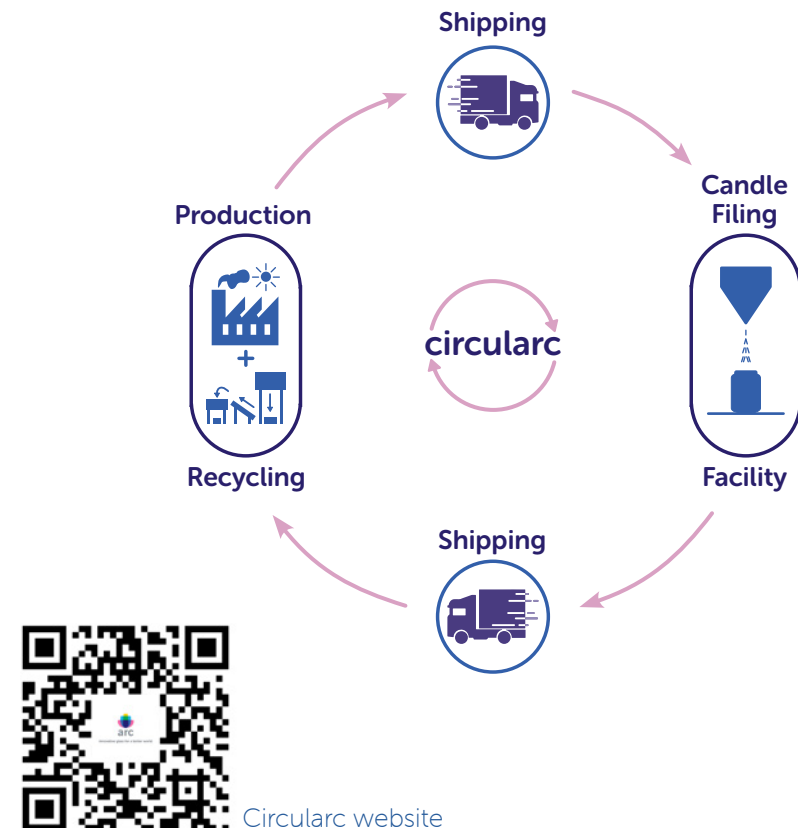 Shipping
Candle
Filing
Production
circularc
Recycling
Facility
Shipping
arc
Circularc website